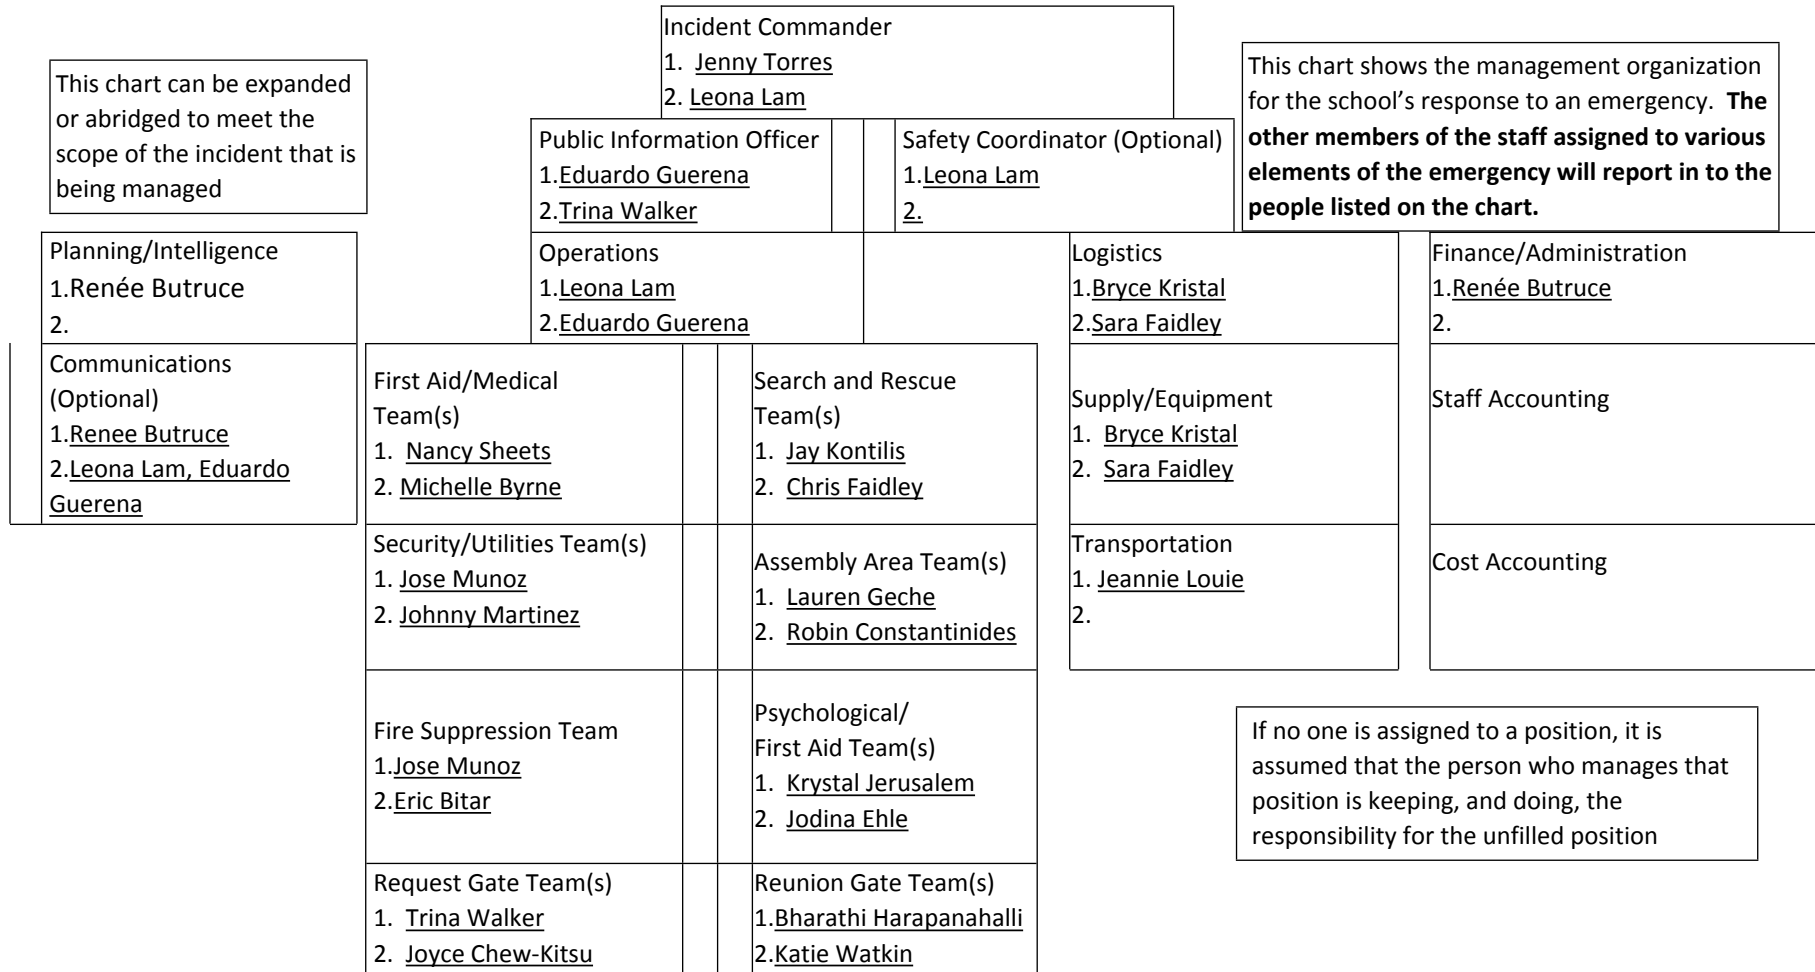 Incident Commander
1. Jenny Torres
2. Leona Lam
This chart can be expanded
or abridged to meet the
scope of the incident that is
being managed
This chart shows the management organization
for the school’s response to an emergency. The
other members of the staff assigned to various
elements of the emergency will report in to the
people listed on the chart.
Public Information Officer
1.Eduardo Guerena
2.Trina Walker
Safety Coordinator (Optional)
1.Leona Lam
2.
Planning/Intelligence
1.Renée Butruce
2.
Operations
1.Leona Lam
2.Eduardo Guerena
Logistics
1.Bryce Kristal
2.Sara Faidley
Finance/Administration
1.Renée Butruce
2.
Communications
(Optional)
1.Renee Butruce
2.Leona Lam, Eduardo
Guerena
First Aid/Medical
Team(s)
1. Nancy Sheets
2. Michelle Byrne
Search and Rescue
Team(s)
1. Jay Kontilis
2. Chris Faidley
Supply/Equipment
1. Bryce Kristal
2. Sara Faidley
Staff Accounting
Security/Utilities Team(s)
1. Jose Munoz
2. Johnny Martinez
Assembly Area Team(s)
1. Lauren Geche
2. Robin Constantinides
Transportation
1. Jeannie Louie
2.
Cost Accounting
Fire Suppression Team
1.Jose Munoz
2.Eric Bitar
Psychological/
First Aid Team(s)
1. Krystal Jerusalem
2. Jodina Ehle
If no one is assigned to a position, it is
assumed that the person who manages that
position is keeping, and doing, the
responsibility for the unfilled position
Request Gate Team(s)
1. Trina Walker
2. Joyce Chew-Kitsu
Reunion Gate Team(s)
1.Bharathi Harapanahalli
2.Katie Watkin